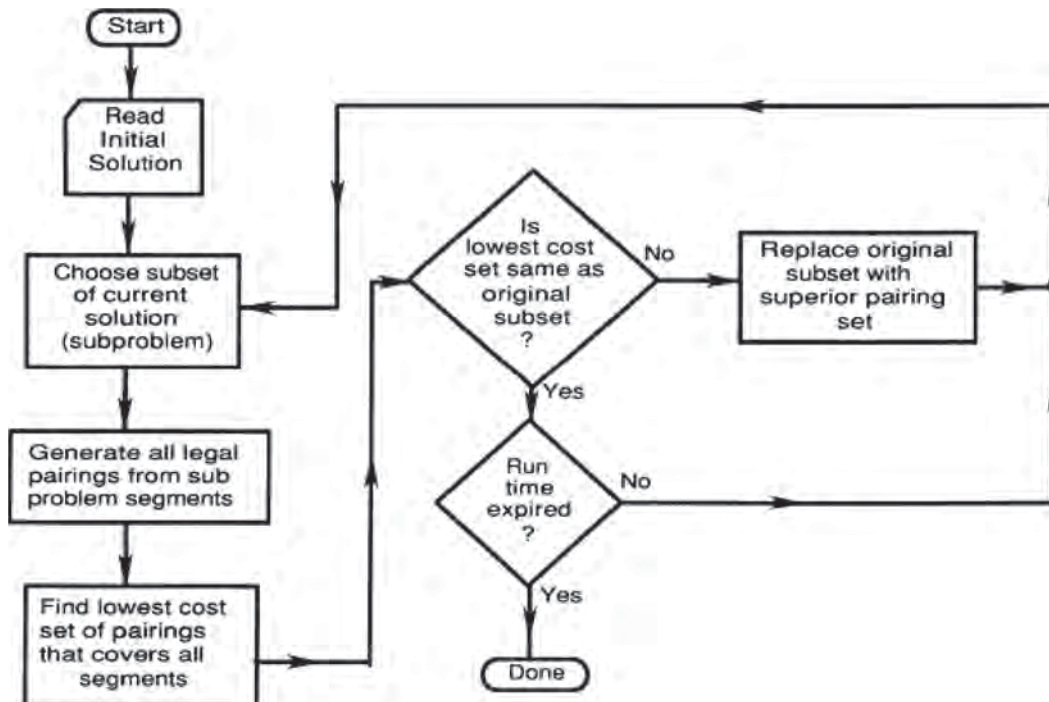 Start
Read
Initial
Solution
Choose subset
of current
solution
(subproblem)
Generate all legal
pairings from sub
problem segments
Find lowest cost
set of pairings
that covers all
segments
Is
lowest cost
set same as
original
subset
?
No
Yes
Replace original
subset with
superior pairing
set
Run
time
expired
?
No
Yes
Done